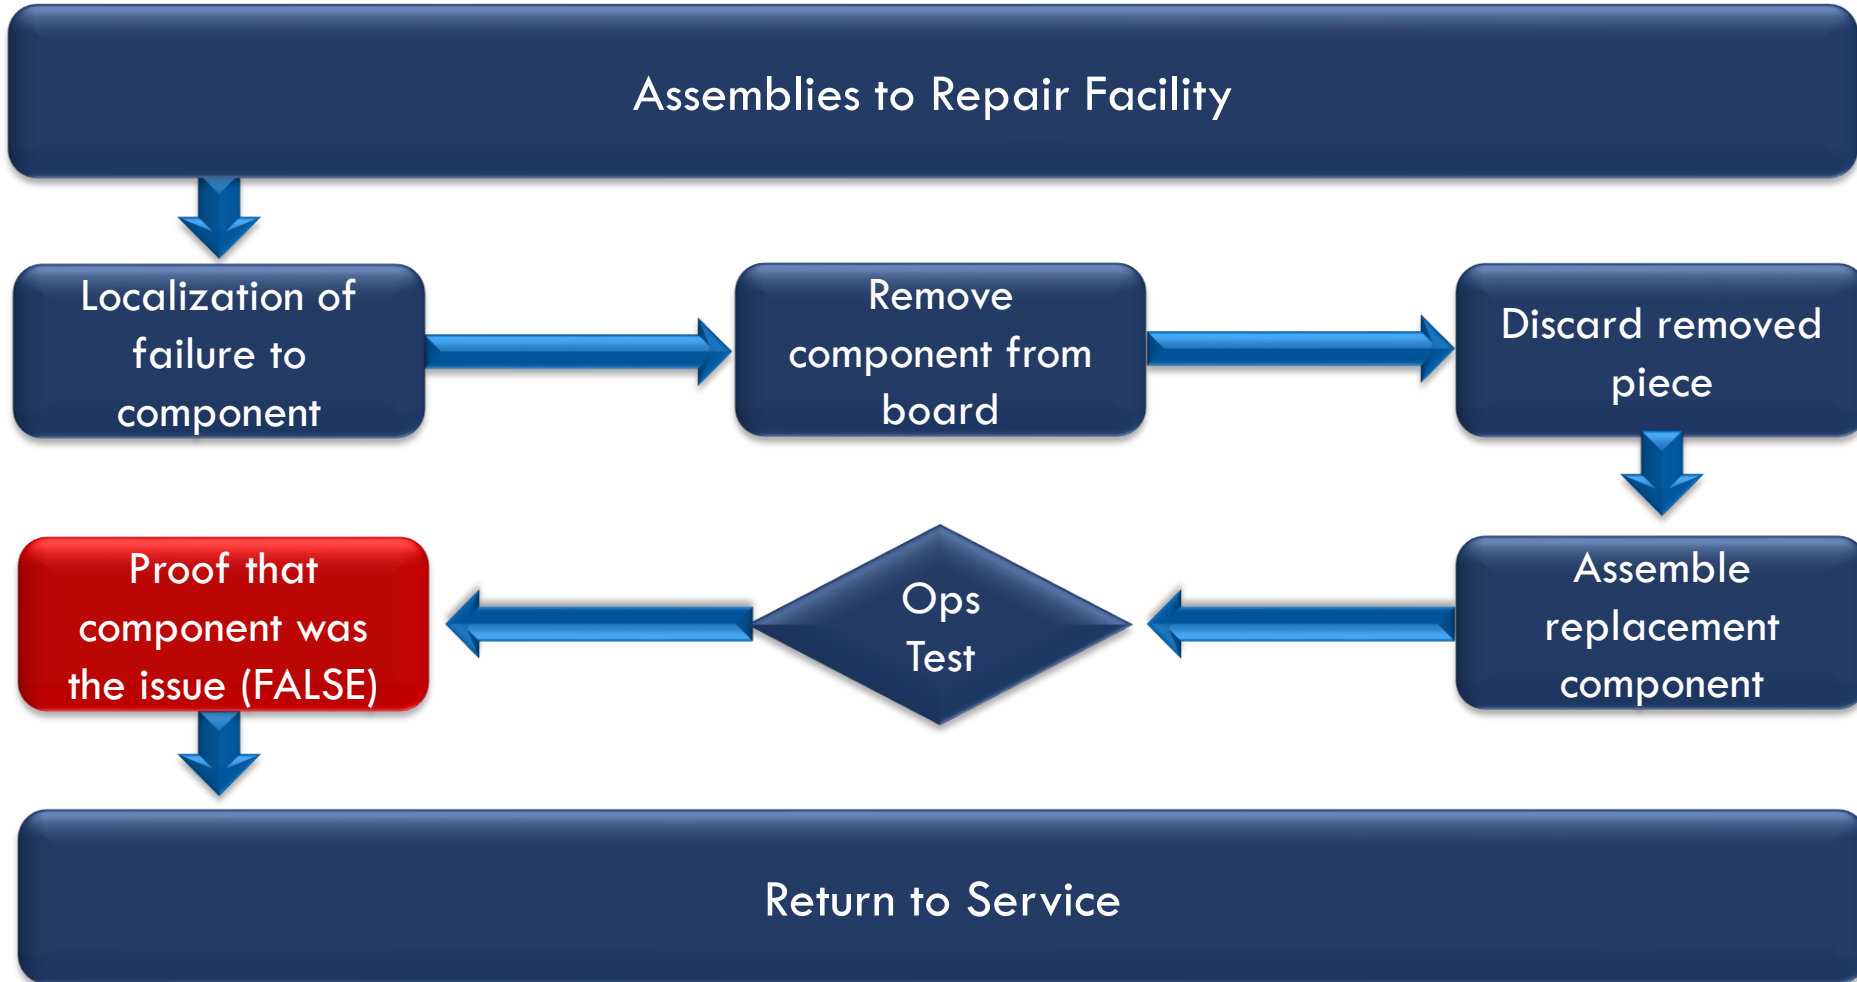 Assemblies to Repair Facility
Localization of
failure to
component
Remove
component from
board
Discard removed
piece
Assemble
replacement
component
Ops
Test
Proof that
component was
the issue (FALSE)
Return to Service